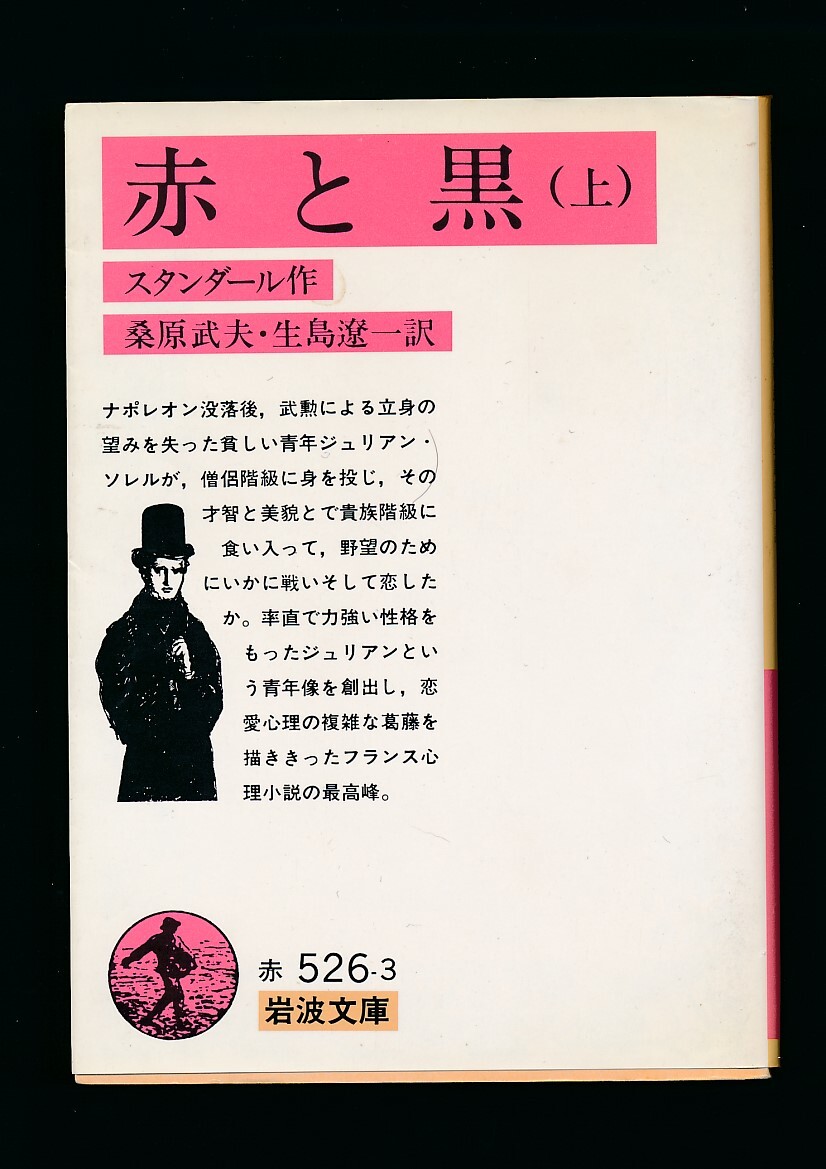 赤と黒(上)
スタンダール作
桑原武夫・生島遼一訳
ナポレオン没落後，武勲による立身の
望みを失った貧しい青年ジュリアン・
ソレルが，僧侶階級に身を投じ，その
才智と美貌とで貴族階級に
食い入って，野望のため
にいかに戦いそして恋した
か。率直で力強い性格を
もったジュリアンとい
う青年像を創出し，恋
愛心理の複雑な葛藤を
描ききったフランス心
理小説の最高峰。
赤 526-3
岩波文庫